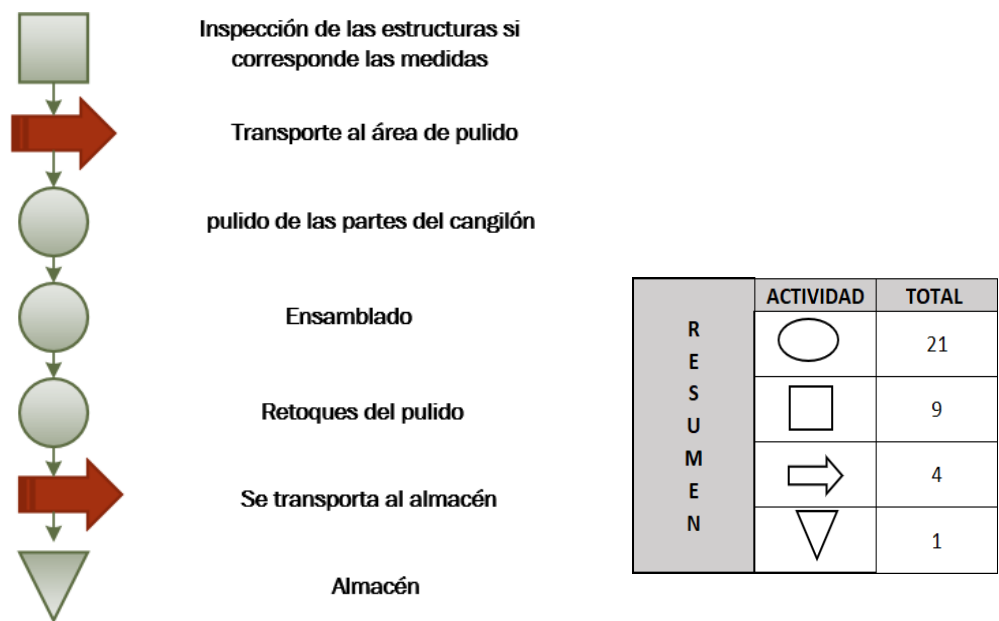 Inspección de las estructuras si
corresponde las medidas
Transporte al área de pulido
pulido de las partes del cangilón
Ensamblado
Retoques del pulido
Se transporta al almacén
Almacén
R
E
S
U
M
E
N
ACTIVIDAD TOTAL
21
9
4
1